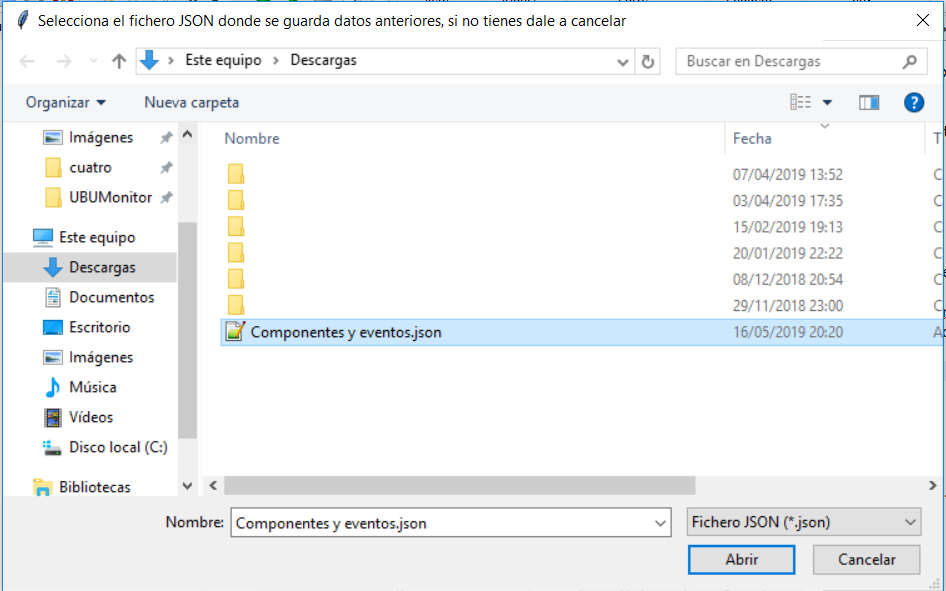 Selecciona el fichero JSON donde se guarda datos anteriores, si no tienes dale a cancelar
Este equipo > Descargas
Buscar en Descargas
Organizar
Nueva carpeta
Imágenes
cuatro
UBUMonitor
Este equipo
Descargas
Documentos
Escritorio
Imágenes
Música
Vídeos
Disco local (C:)
Bibliotecas
Nombre Fecha T
07/04/2019 13:52 C
03/04/2019 17:35 C
15/02/2019 19:13 C
20/01/2019 22:22 C
08/12/2018 20:54 C
29/11/2018 23:00 C
Componentes y eventos.json 16/05/2019 20:20 A
Nombre: Componentes y eventos.json Fichero JSON (*.json)
Abrir Cancelar